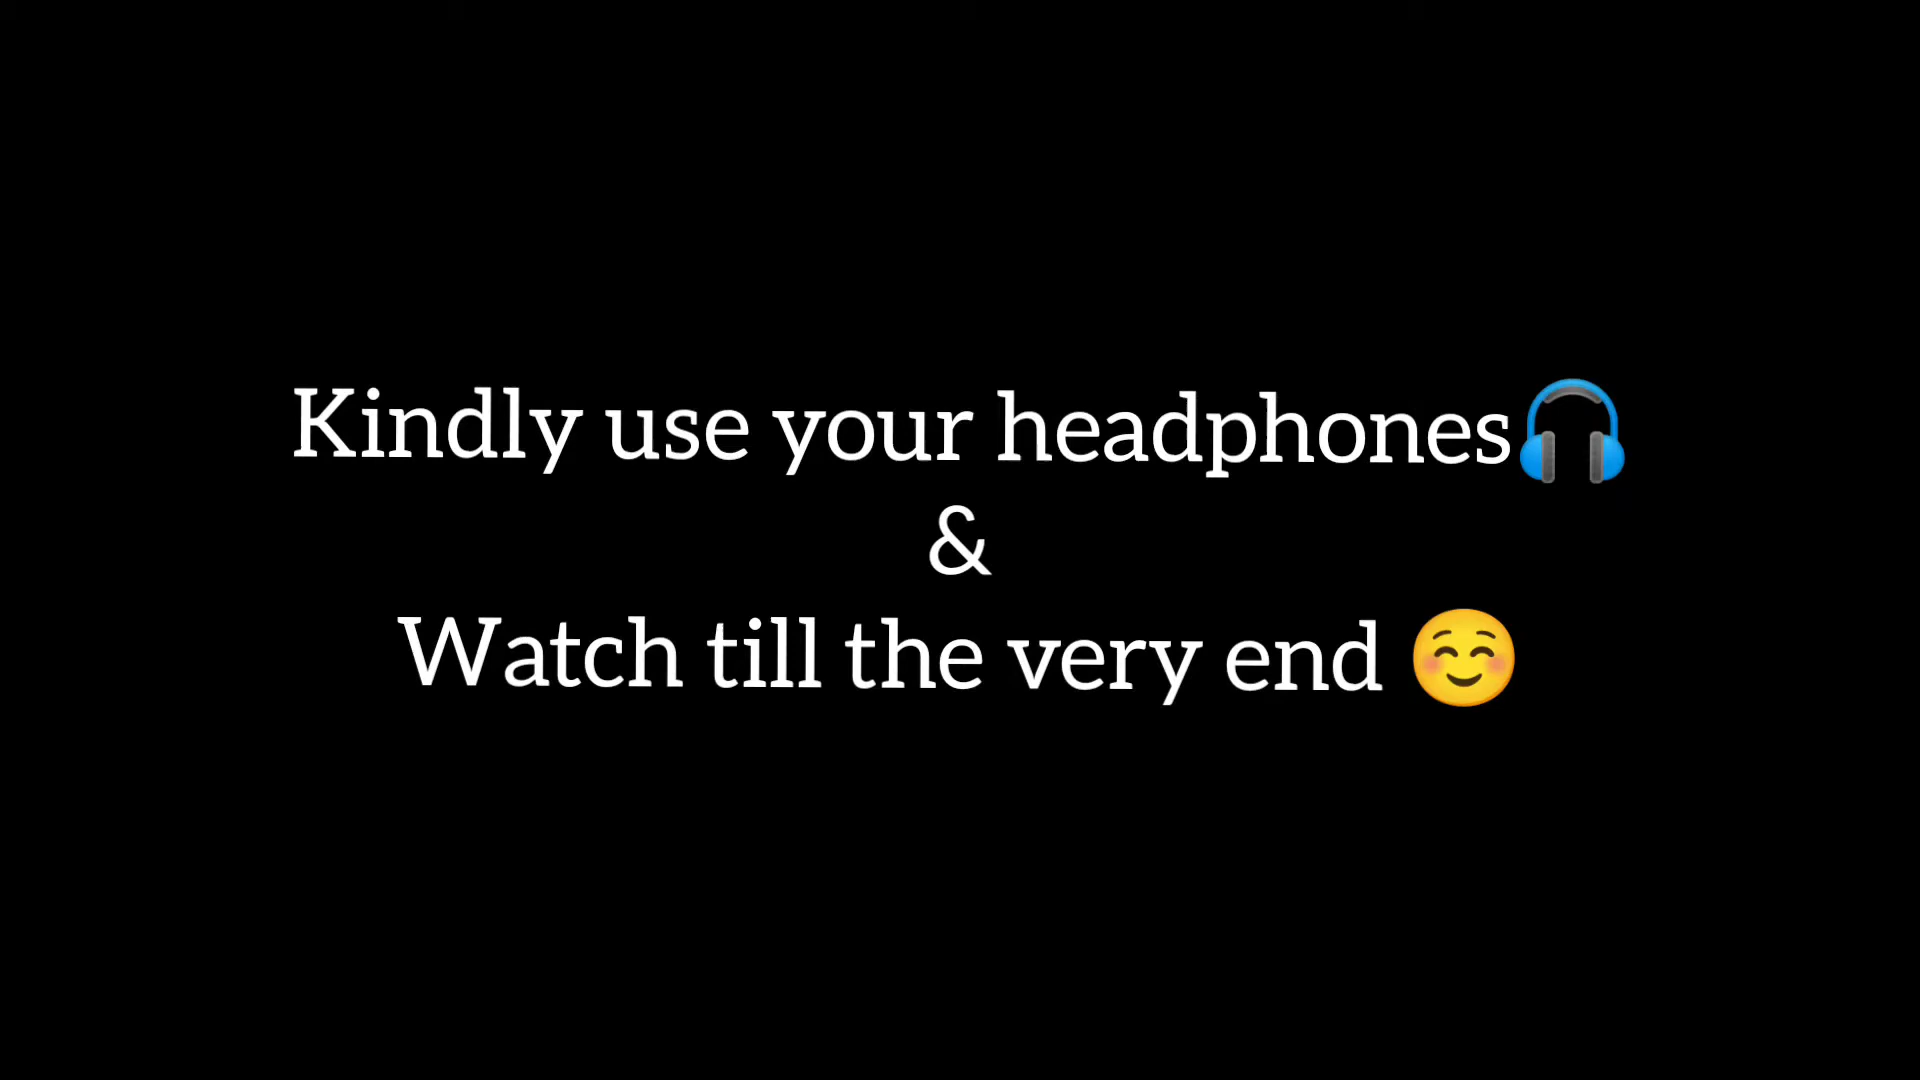 Kindly use your headphones🎧
&
Watch till the very end ☺️